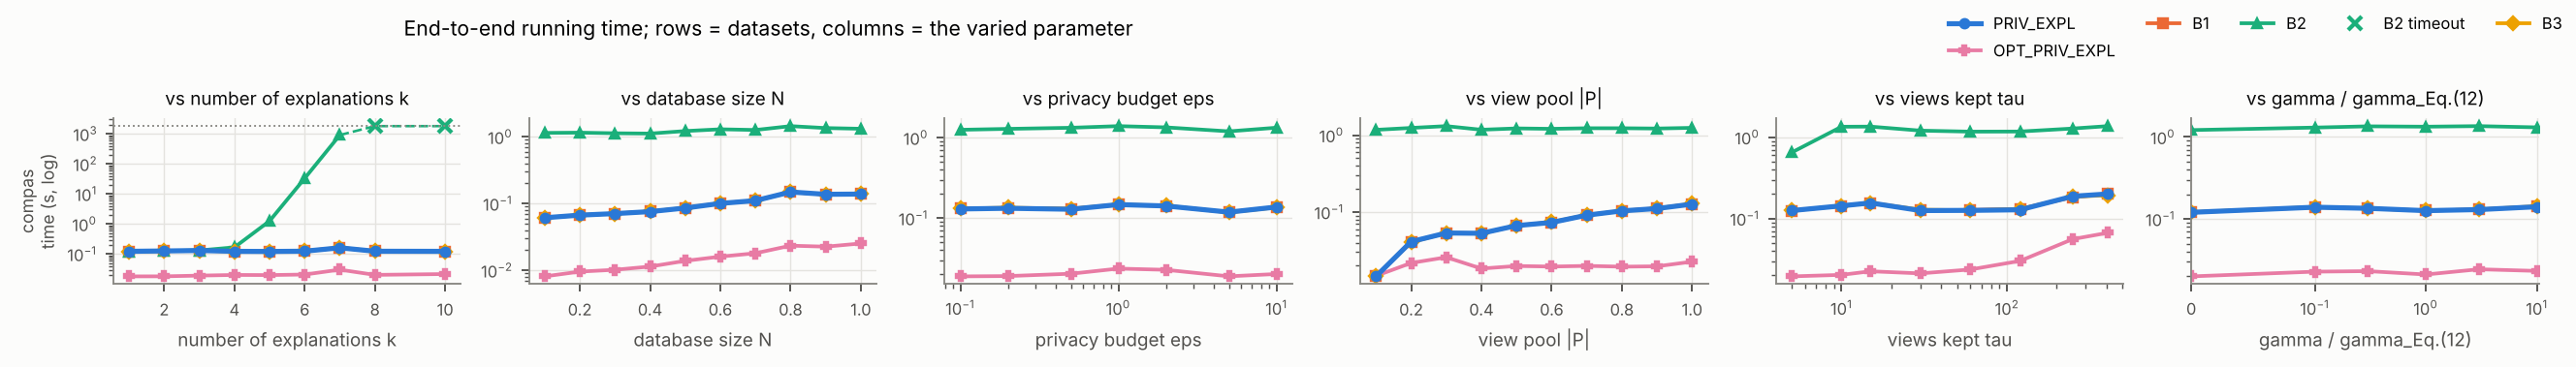 End-to-end running time; rows = datasets, columns = the varied parameter
PRIV_EXPL
B1
B2
B2 timeout
B3
OPT_PRIV_EXPL
vs number of explanations k
compas
time (s, log)
10³
10²
10¹
10⁰
10⁻¹
2
4
6
8
10
number of explanations k
vs database size N
10⁰
10⁻¹
10⁻²
0.2
0.4
0.6
0.8
1.0
database size N
vs privacy budget eps
10⁰
10⁻¹
10⁻¹
10⁰
10¹
privacy budget eps
vs view pool |P|
10⁰
10⁻¹
0.2
0.4
0.6
0.8
1.0
view pool |P|
vs views kept tau
10⁰
10⁻¹
10¹
10²
views kept tau
vs gamma / gamma_Eq.(12)
10⁰
10⁻¹
0
10⁻¹
10⁰
10¹
gamma / gamma_Eq.(12)